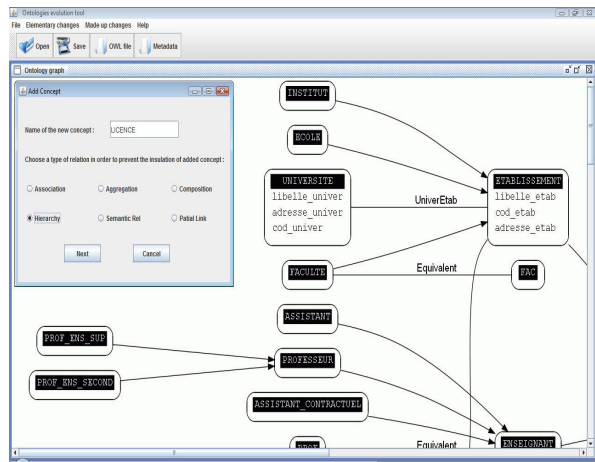 Ontologies evolution tool
File Elementary changes Made up changes Help
Open Save OWL file Metadata
Ontology graph
Add Concept
Name of the new concept : LICENCE
Choose a type of relation in order to prevent the insulation of added concept :
Association Aggregation Composition
Hierarchy Semantic Rel Patial Link
Next Cancel
INSTITUT
ECOLE
UNIVERSITE
libelle_univer
adresse_univer
cod_univer
UniverEtab
ETABLISSEMENT
libelle_etab
cod_etab
adresse_etab
FACULTE
Equivalent
FAC
ASSISTANT
PROF_ENS_SUP
PROFESSEUR
PROF_ENS_SECOND
ASSISTANT_CONTRACTUEL
PROF
Equivalent
ENSEIGNANT